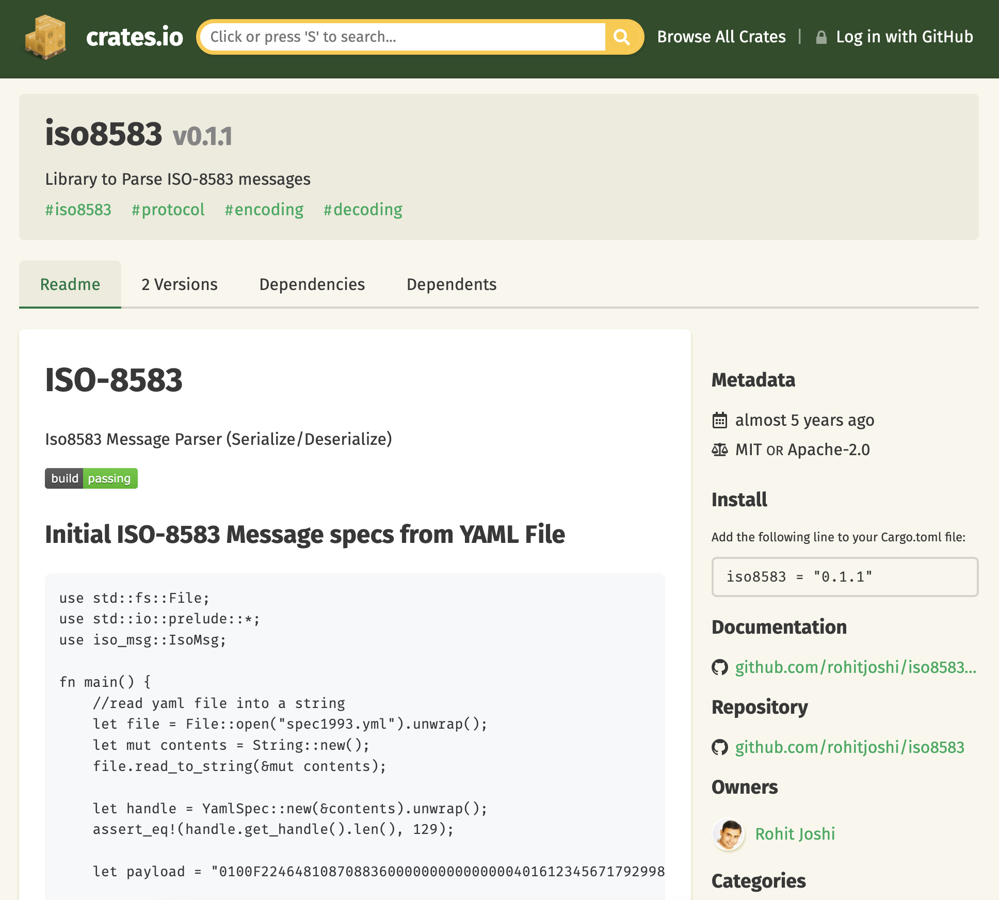 crates.io
Click or press 'S' to search...
Browse All Crates | Log in with GitHub
iso8583 v0.1.1
Library to Parse ISO-8583 messages
#iso8583 #protocol #encoding #decoding
Readme
2 Versions
Dependencies
Dependents
ISO-8583
Iso8583 Message Parser (Serialize/Deserialize)
build passing
Initial ISO-8583 Message specs from YAML File
use std::fs::File;
use std::io::prelude::*;
use iso_msg::IsoMsg;
fn main() {
//read yaml file into a string
let file = File::open("spec1993.yml").unwrap();
let mut contents = String::new();
file.read_to_string(&mut contents);
let handle = YamlSpec::new(&contents).unwrap();
assert_eq!(handle.get_handle().len(), 129);
let payload = "0100F224648108708836000000000000000401612345671792998
Metadata
almost 5 years ago
MIT OR Apache-2.0
Install
Add the following line to your Cargo.toml file:
iso8583 = "0.1.1"
Documentation
github.com/rohitjoshi/iso8583...
Repository
github.com/rohitjoshi/iso8583
Owners
Rohit Joshi
Categories